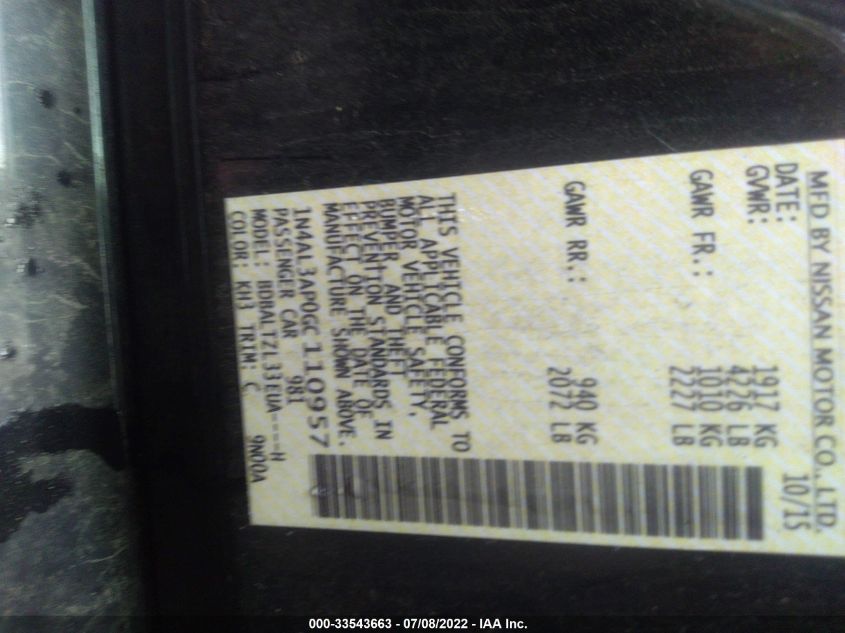 MFD BY NISSAN MOTOR CO., LTD.
DATE: 10/15
GVWR: 1917 KG
4226 LB
GAWR FR.: 1010 KG
2227 LB
GAWR RR.: 940 KG
2072 LB
THIS VEHICLE CONFORMS TO
ALL APPLICABLE FEDERAL
MOTOR VEHICLE SAFETY,
BUMPER AND THEFT
PREVENTION STANDARDS IN
EFFECT ON THE DATE OF
MANUFACTURE SHOWN ABOVE.
1N4AL3AP0GC110957
PASSENGER CAR 981
MODEL: BDBALTZL33EUA----H
COLOR: KH3 TRIM: C 9N00A
000-33543663 - 07/08/2022 - IAA Inc.